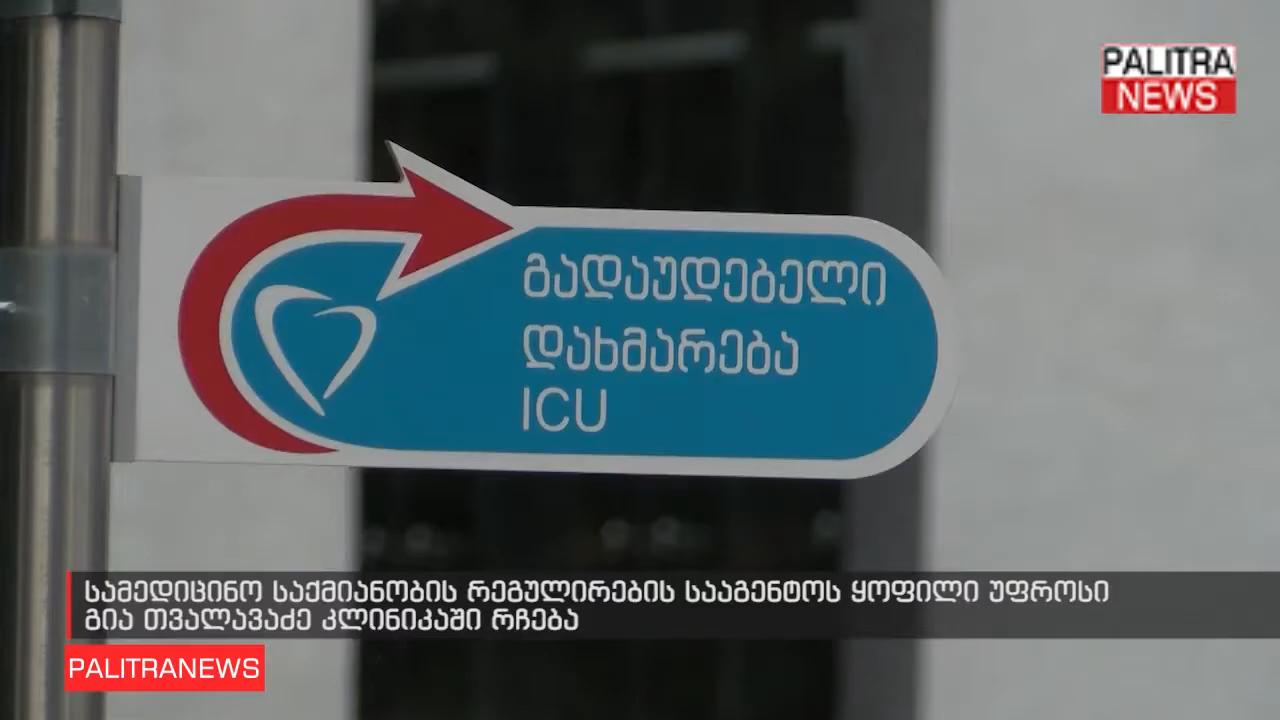 PALITRA
NEWS
გადაუდებელი
დახმარება
ICU
სამედიცინო საქმიანობის რეგულირების სააგენტოს ყოფილი უფროსი
გია თვალავაძე კლინიკაში რჩება
PALITRANEWS